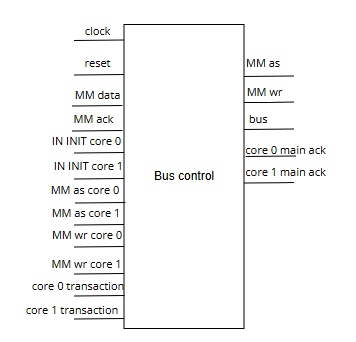 clock
reset
MM data
MM ack
IN INIT core 0
IN INIT core 1
MM as core 0
MM as core 1
MM wr core 0
MM wr core 1
core 0 transaction
core 1 transaction
Bus control
MM as
MM wr
bus
core 0 main ack
core 1 main ack